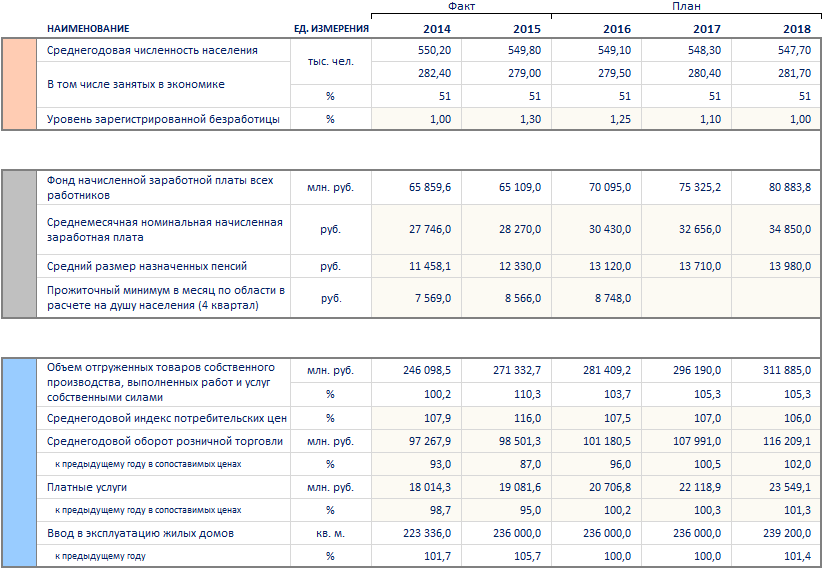 Факт План
НАИМЕНОВАНИЕ ЕД. ИЗМЕРЕНИЯ 2014 2015 2016 2017 2018
Среднегодовая численность населения тыс. чел. 550,20 549,80 549,10 548,30 547,70
В том числе занятых в экономике 282,40 279,00 279,50 280,40 281,70
% 51 51 51 51 51
Уровень зарегистрированной безработицы % 1,00 1,30 1,25 1,10 1,00
Фонд начисленной заработной платы всех
работников млн. руб. 65 859,6 65 109,0 70 095,0 75 325,2 80 883,8
Среднемесячная номинальная начисленная
заработная плата руб. 27 746,0 28 270,0 30 430,0 32 656,0 34 850,0
Средний размер назначенных пенсий руб. 11 458,1 12 330,0 13 120,0 13 710,0 13 980,0
Прожиточный минимум в месяц по области в
расчете на душу населения (4 квартал) руб. 7 569,0 8 566,0 8 748,0
Объем отгруженных товаров собственного млн. руб. 246 098,5 271 332,7 281 409,2 296 190,0 311 885,0
производства, выполненных работ и услуг
собственными силами % 100,2 110,3 103,7 105,3 105,3
Среднегодовой индекс потребительских цен % 107,9 116,0 107,5 107,0 106,0
Среднегодовой оборот розничной торговли млн. руб. 97 267,9 98 501,3 101 180,5 107 991,0 116 209,1
к предыдущему году в сопоставимых ценах % 93,0 87,0 96,0 100,5 102,0
Платные услуги млн. руб. 18 014,3 19 081,6 20 706,8 22 118,9 23 549,1
к предыдущему году в сопоставимых ценах % 98,7 95,0 100,2 100,3 101,3
Ввод в эксплуатацию жилых домов кв. м. 223 336,0 236 000,0 236 000,0 236 000,0 239 200,0
к предыдущему году % 101,7 105,7 100,0 100,0 101,4